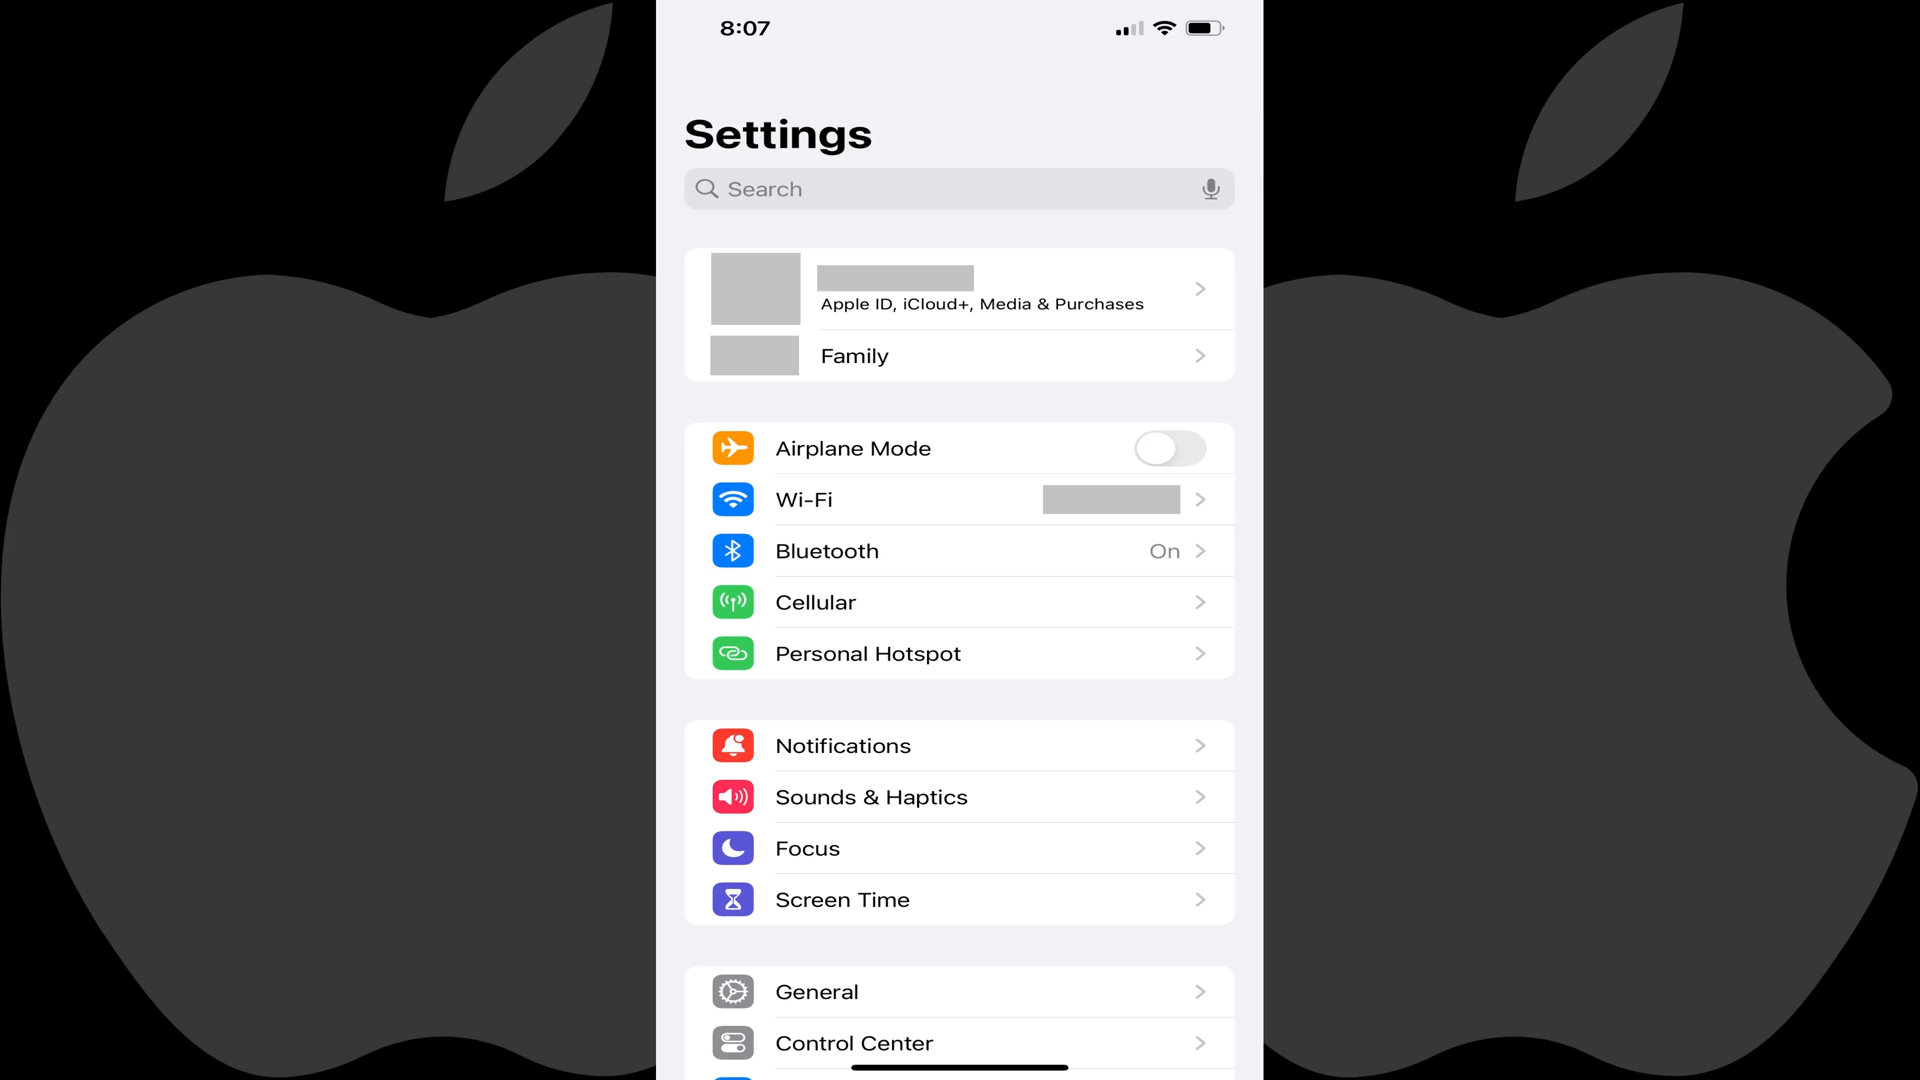 8:07
Settings
Search
Apple ID, iCloud+, Media & Purchases
Family
Airplane Mode
Wi-Fi
Bluetooth On
Cellular
Personal Hotspot
Notifications
Sounds & Haptics
Focus
Screen Time
General
Control Center